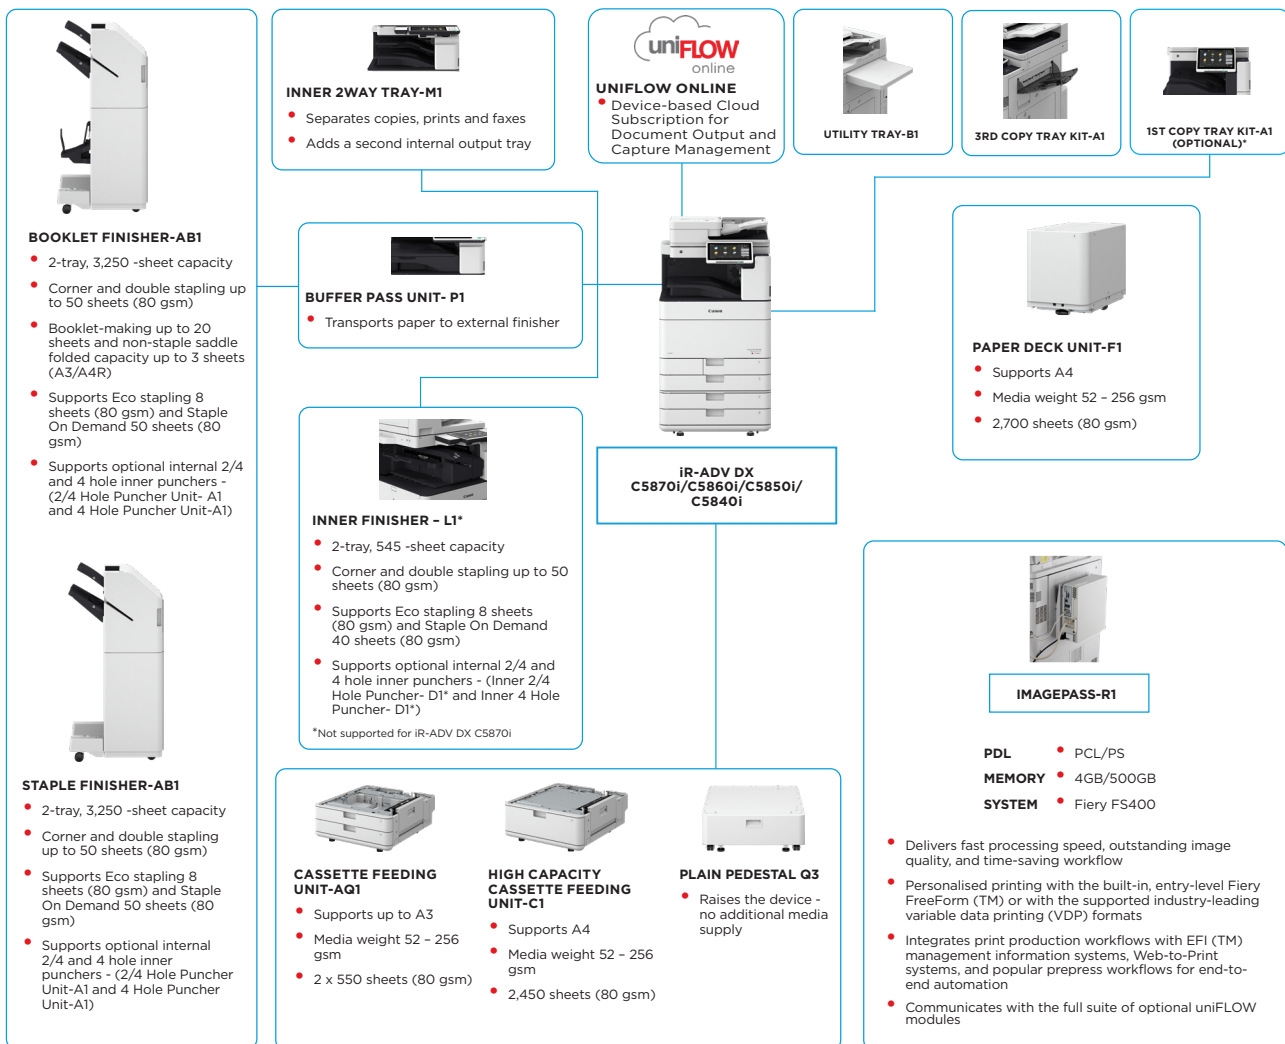 INNER 2WAY TRAY-M1
• Separates copies, prints and faxes
• Adds a second internal output tray
uniFLOW
online
UNIFLOW ONLINE
• Device-based Cloud
Subscription for
Document Output and
Capture Management
UTILITY TRAY-B1
3RD COPY TRAY KIT-A1
1ST COPY TRAY KIT-A1
(OPTIONAL)*
BOOKLET FINISHER-AB1
• 2-tray, 3,250 -sheet capacity
• Corner and double stapling up
to 50 sheets (80 gsm)
• Booklet-making up to 20
sheets and non-staple saddle
folded capacity up to 3 sheets
(A3/A4R)
• Supports Eco stapling 8
sheets (80 gsm) and Staple
On Demand 50 sheets (80
gsm)
• Supports optional internal 2/4
and 4 hole inner punchers -
(2/4 Hole Puncher Unit- A1
and 4 Hole Puncher Unit-A1)
BUFFER PASS UNIT- P1
• Transports paper to external finisher
Canon
PAPER DECK UNIT-F1
• Supports A4
• Media weight 52 – 256 gsm
• 2,700 sheets (80 gsm)
iR-ADV DX
C5870i/C5860i/C5850i/
C5840i
INNER FINISHER – L1*
• 2-tray, 545 -sheet capacity
• Corner and double stapling up to 50
sheets (80 gsm)
• Supports Eco stapling 8 sheets
(80 gsm) and Staple On Demand
40 sheets (80 gsm)
• Supports optional internal 2/4 and
4 hole inner punchers - (Inner 2/4
Hole Puncher- D1* and Inner 4 Hole
Puncher- D1*)
*Not supported for iR-ADV DX C5870i
STAPLE FINISHER-AB1
• 2-tray, 3,250 -sheet capacity
• Corner and double stapling
up to 50 sheets (80 gsm)
• Supports Eco stapling 8
sheets (80 gsm) and Staple
On Demand 50 sheets (80
gsm)
• Supports optional internal
2/4 and 4 hole inner
punchers - (2/4 Hole Puncher
Unit-A1 and 4 Hole Puncher
Unit-A1)
CASSETTE FEEDING
UNIT-AQ1
• Supports up to A3
• Media weight 52 – 256
gsm
• 2 x 550 sheets (80 gsm)
HIGH CAPACITY
CASSETTE FEEDING
UNIT-C1
• Supports A4
• Media weight 52 – 256
gsm
• 2,450 sheets (80 gsm)
PLAIN PEDESTAL Q3
• Raises the device -
no additional media
supply
IMAGEPASS-R1
PDL • PCL/PS
MEMORY • 4GB/500GB
SYSTEM • Fiery FS400
• Delivers fast processing speed, outstanding image
quality, and time-saving workflow
• Personalised printing with the built-in, entry-level Fiery
FreeForm (TM) or with the supported industry-leading
variable data printing (VDP) formats
• Integrates print production workflows with EFI (TM)
management information systems, Web-to-Print
systems, and popular prepress workflows for end-to-
end automation
• Communicates with the full suite of optional uniFLOW
modules